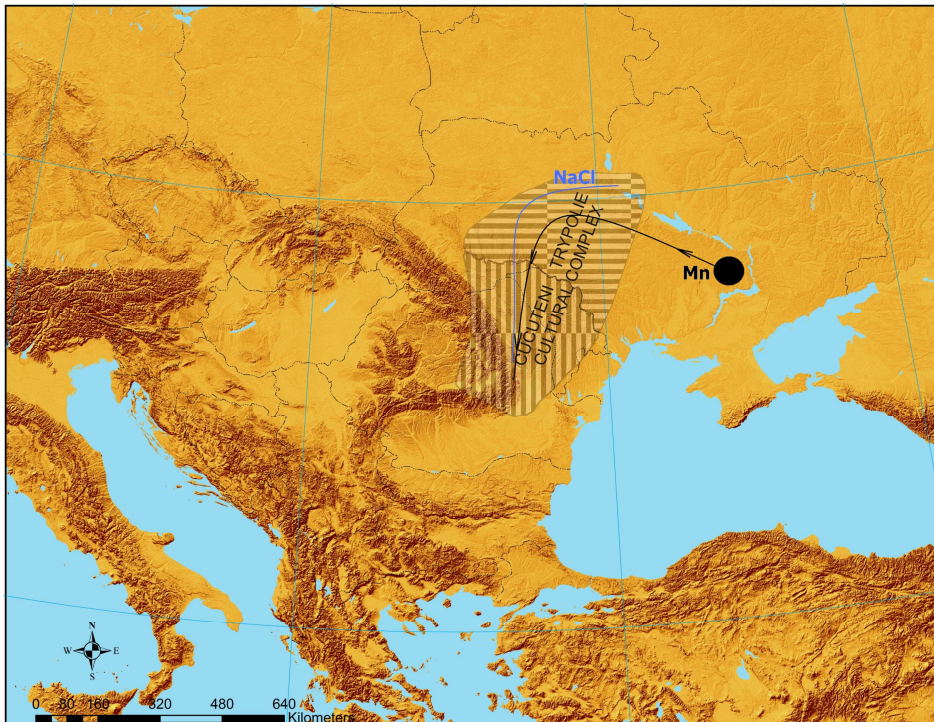 NaCl
CUCUTENI TRYPOLIE
CULTURAL COMPLEX
Mn
N
W E
S
0 80 160 320 480 640
Kilometers